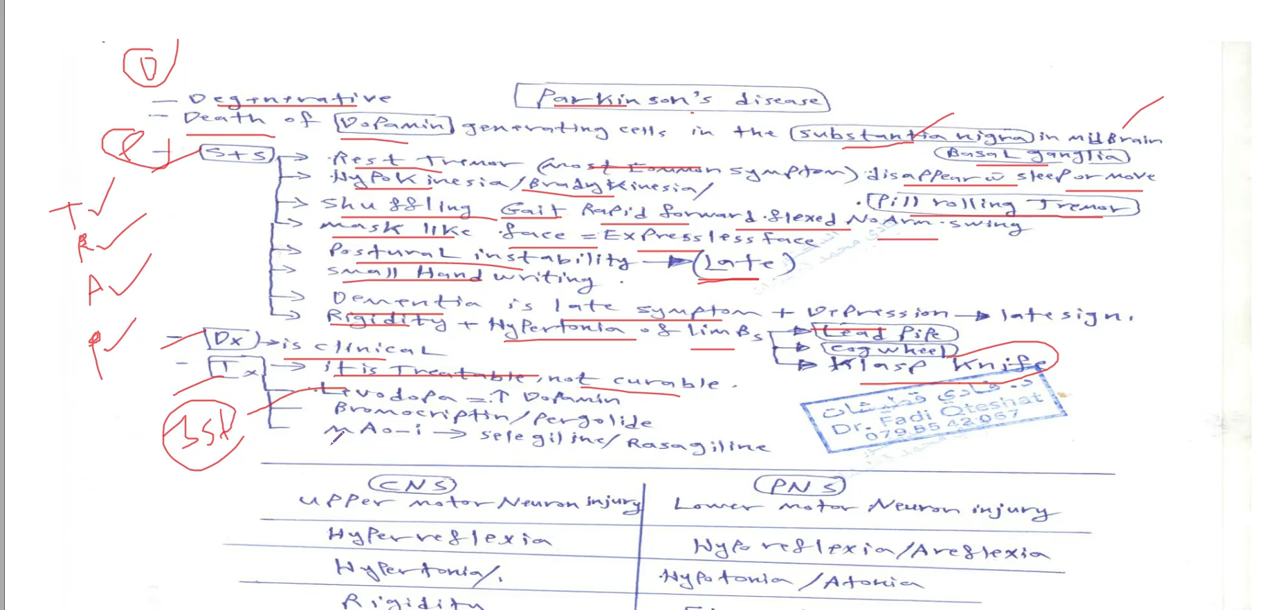 D
- Degenerative
Parkinson's disease
- Death of Dopamin generating cells in the substantia nigra in midBrain
Basal ganglia
S+S
Rest Tremor (most common symptom) disappear w sleep or move
Hypokinesia/Bradykinesia/
Pill rolling Tremor
Shuffling Gait Rapid forward flexed No Arm swing
mask like face = Expressless face
Postural instability → (Late)
small Hand writing.
Dementia is late symptom + Depression → late sign.
Rigidity + Hypertonia of limbs
Lead Pipe
Cog wheel
Klasp Knife
T
R
A
P
- Dx → is clinical
- Tx → it is Treatable, not curable.
Livodopa = ↑ Dopamin
Bromocriptin/Pergolide
MAO-i → selegiline/Rasagiline
د. فادي قطيشات
Dr. Fadi Qteshat
CNS
PNS
upper motor Neuron injury
Lower motor Neuron injury
Hyperreflexia
Hyporeflexia/Areflexia
Hypertonia/.
Hypotonia/Atonia
Rigidity